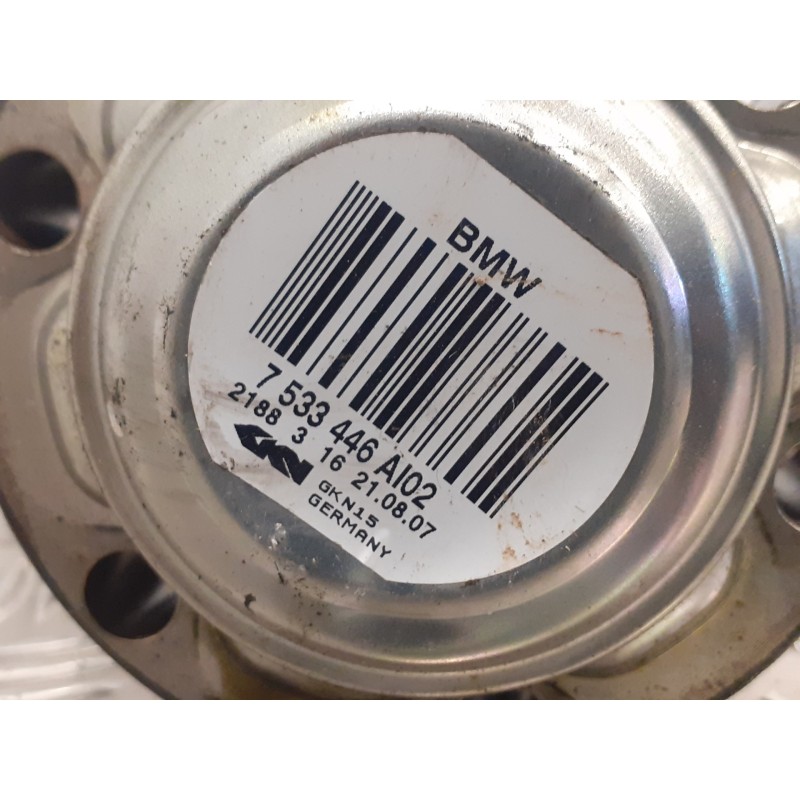 BMW
7 533 446 AI02
2188 3 16 21.08.07
GKN
GKN15
GERMANY